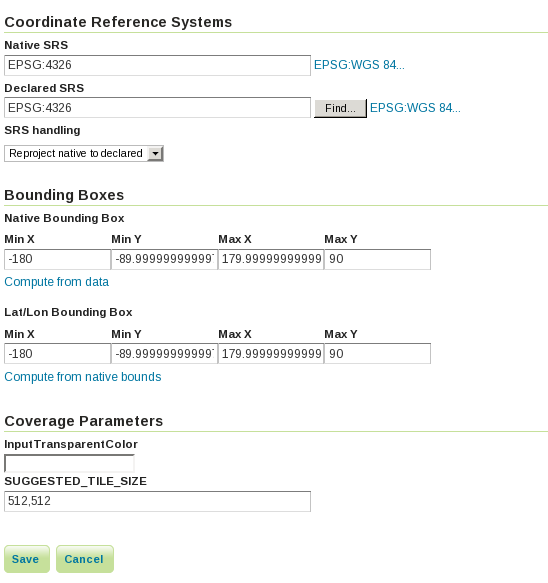 Coordinate Reference Systems
Native SRS
EPSG:4326 EPSG:WGS 84...
Declared SRS
EPSG:4326 Find... EPSG:WGS 84...
SRS handling
Reproject native to declared
Bounding Boxes
Native Bounding Box
Min X Min Y Max X Max Y
-180 -89.99999999999 179.99999999999 90
Compute from data
Lat/Lon Bounding Box
Min X Min Y Max X Max Y
-180 -89.99999999999 179.99999999999 90
Compute from native bounds
Coverage Parameters
InputTransparentColor
SUGGESTED_TILE_SIZE
512,512
Save Cancel